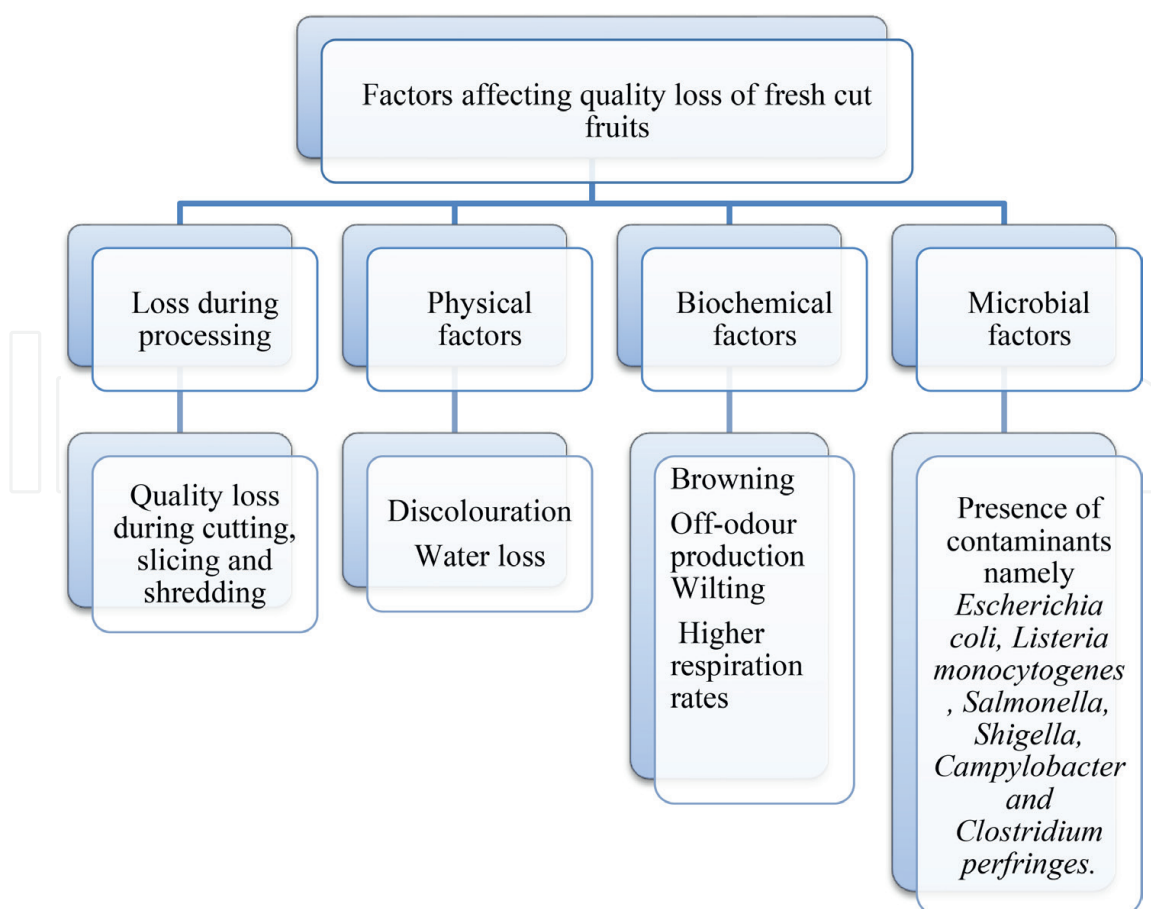 Factors affecting quality loss of fresh cut
fruits
Loss during
processing
Physical
factors
Biochemical
factors
Microbial
factors
Quality loss
during cutting,
slicing and
shredding
Discolouration
Water loss
Browning
Off-odour
production
Wilting
Higher
respiration
rates
Presence of
contaminants
namely
Escherichia
coli, Listeria
monocytogenes
, Salmonella,
Shigella,
Campylobacter
and
Clostridium
perfringes.